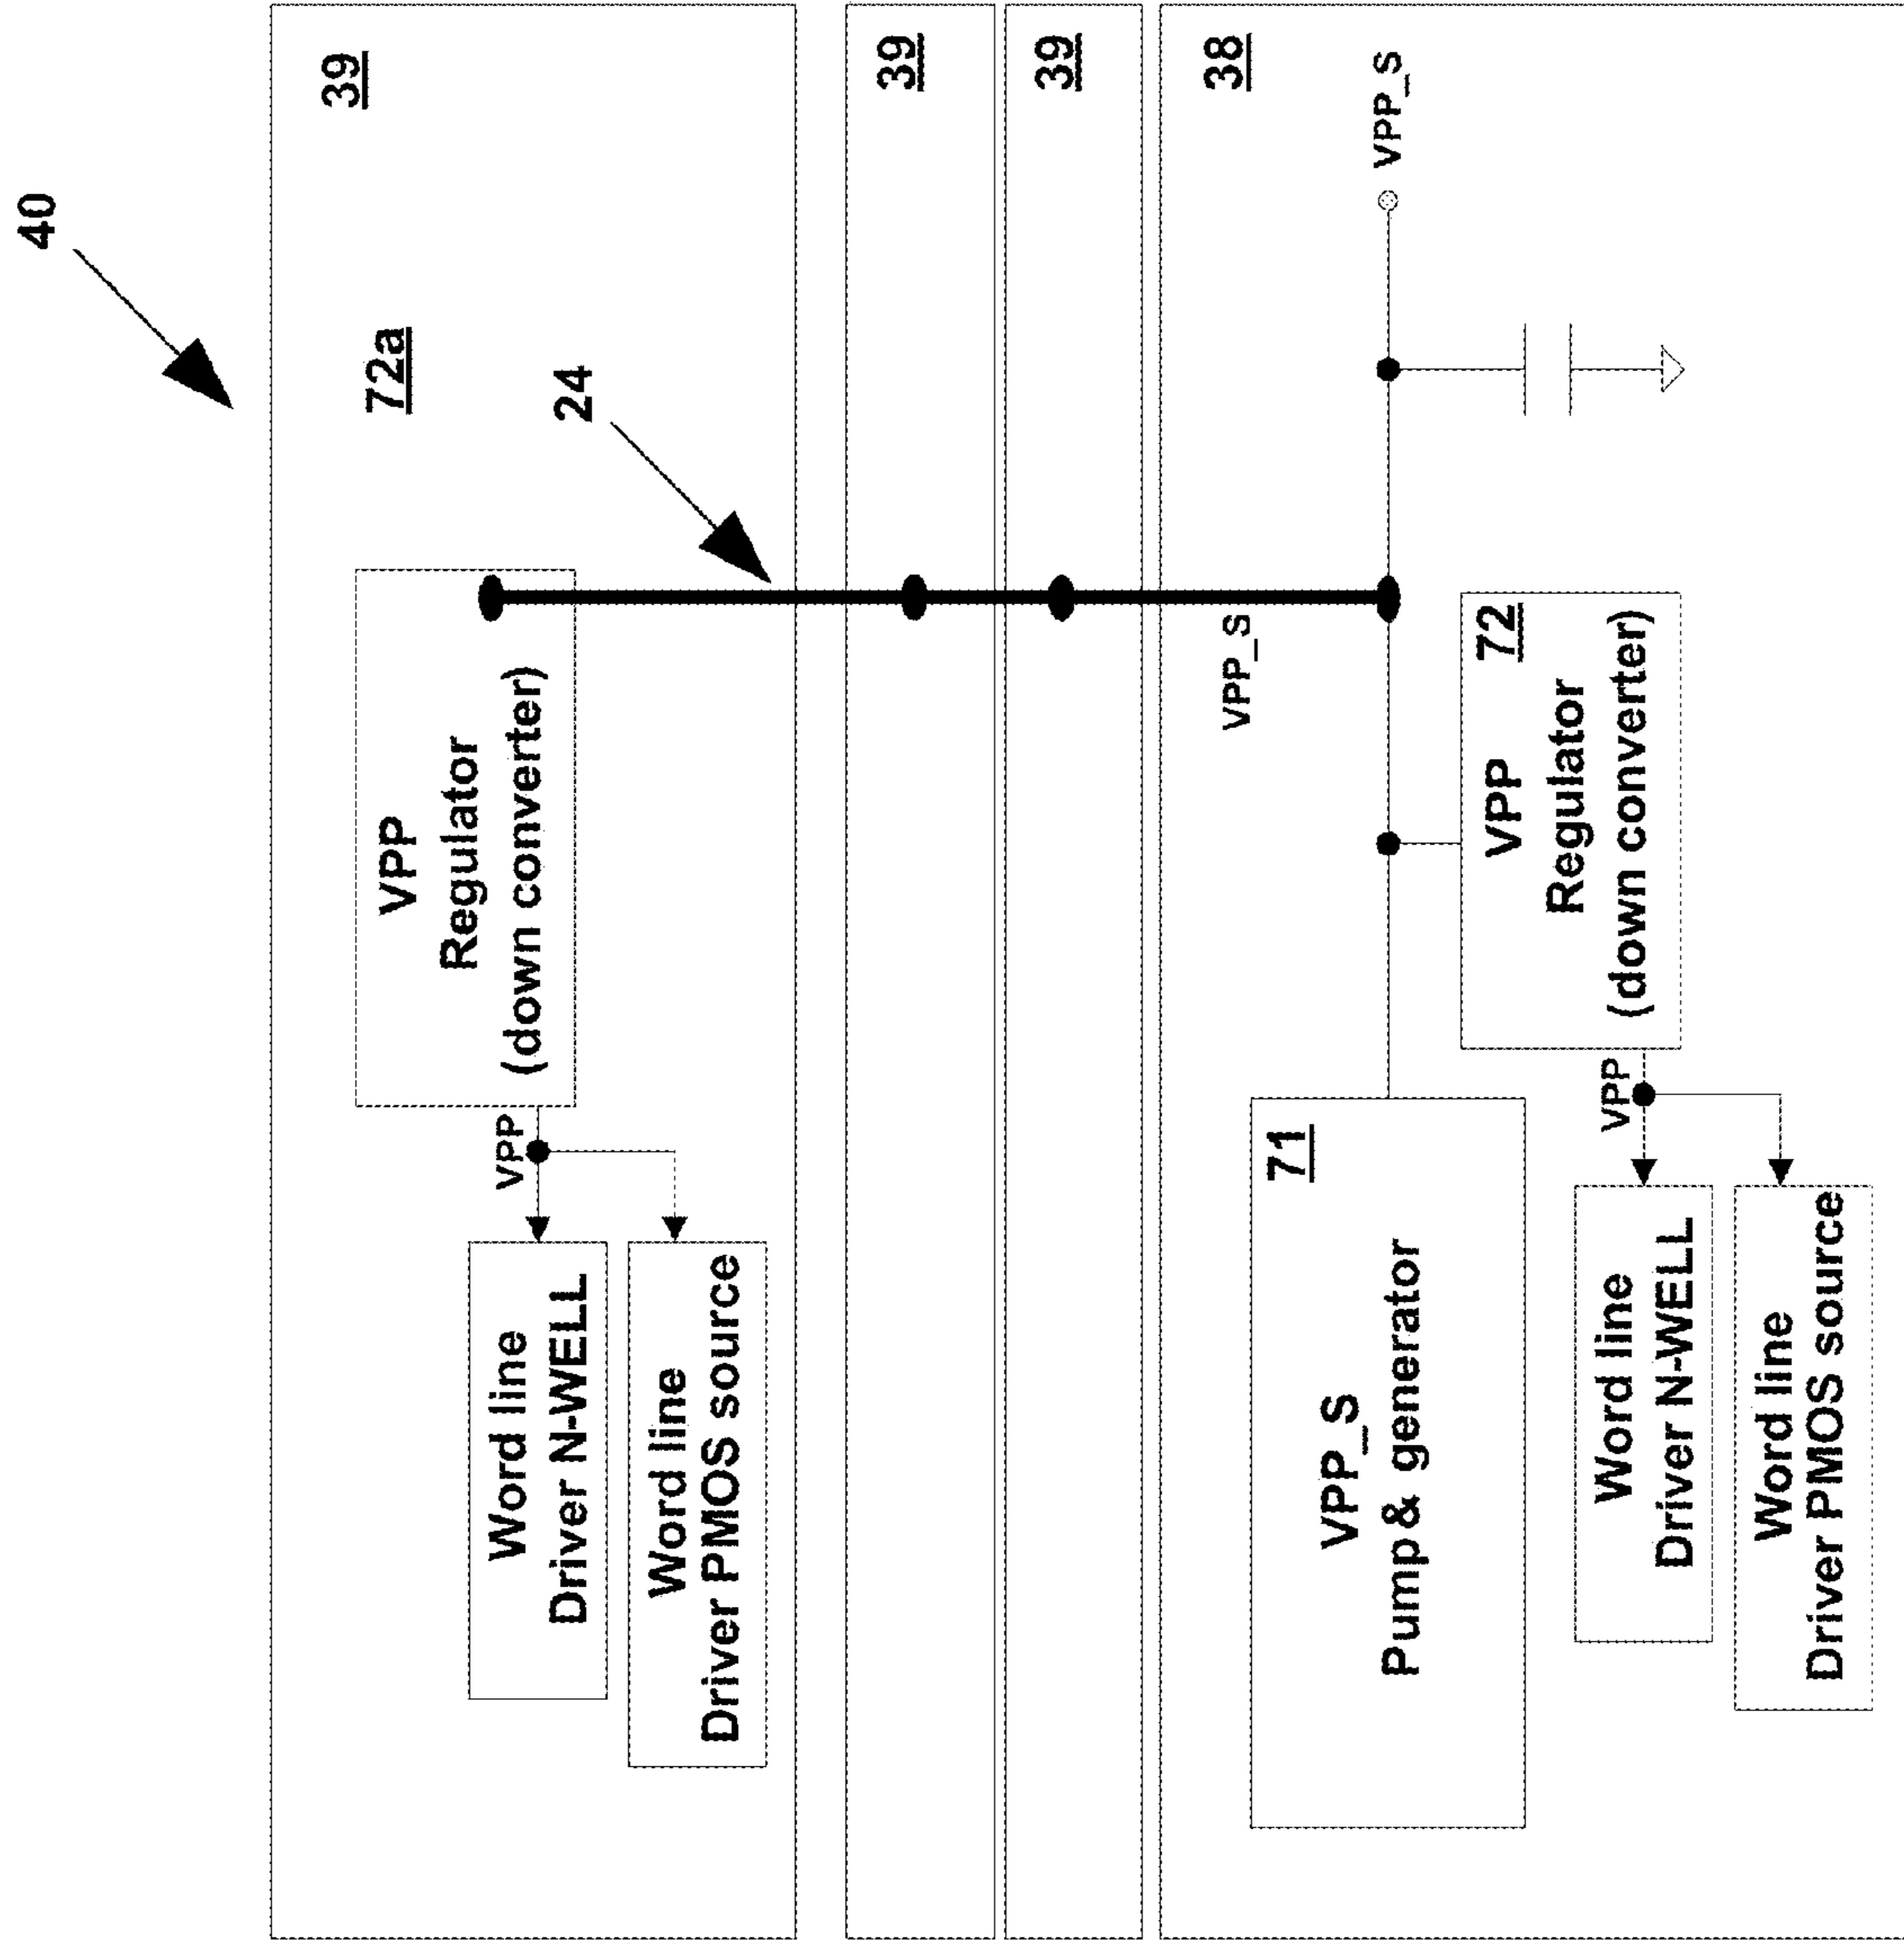 40
39
72a
24
VPP
Regulator
(down converter)
VPP
Word line
Driver N-WELL
Word line
Driver PMOS source
39
39
38
VPP_S
VPP_S
71
VPP_S
Pump & generator
72
VPP
Regulator
(down converter)
VPP
Word line
Driver N-WELL
Word line
Driver PMOS source